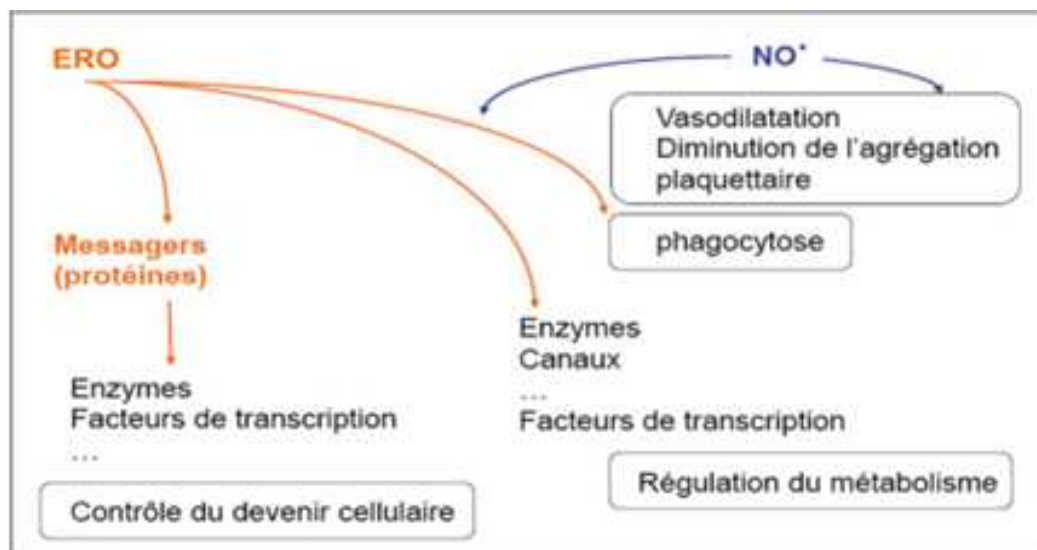 ERO
NO•
Vasodilatation
Diminution de l'agrégation
plaquettaire
phagocytose
Messagers
(protéines)
Enzymes
Canaux
...
Facteurs de transcription
Enzymes
Facteurs de transcription
...
Régulation du métabolisme
Contrôle du devenir cellulaire